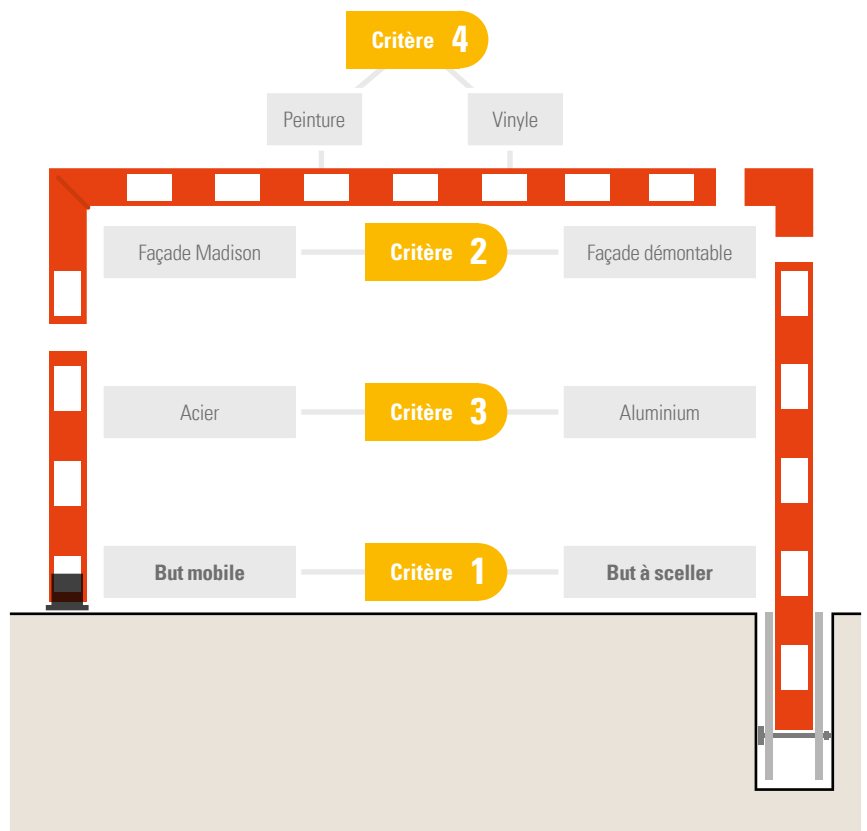 Critère 4
Peinture
Vinyle
Façade Madison
Critère 2
Façade démontable
Acier
Critère 3
Aluminium
But mobile
Critère 1
But à sceller